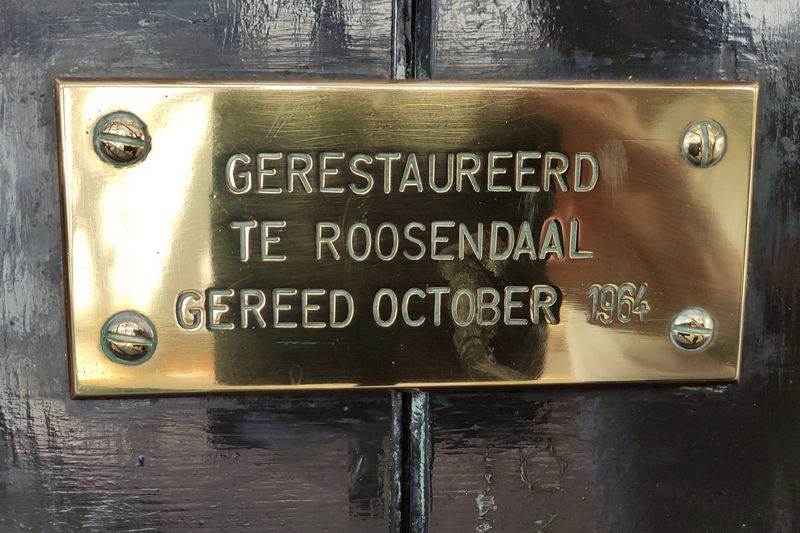 GERESTAUREERD
TE ROOSENDAAL
GEREED OCTOBER 1964